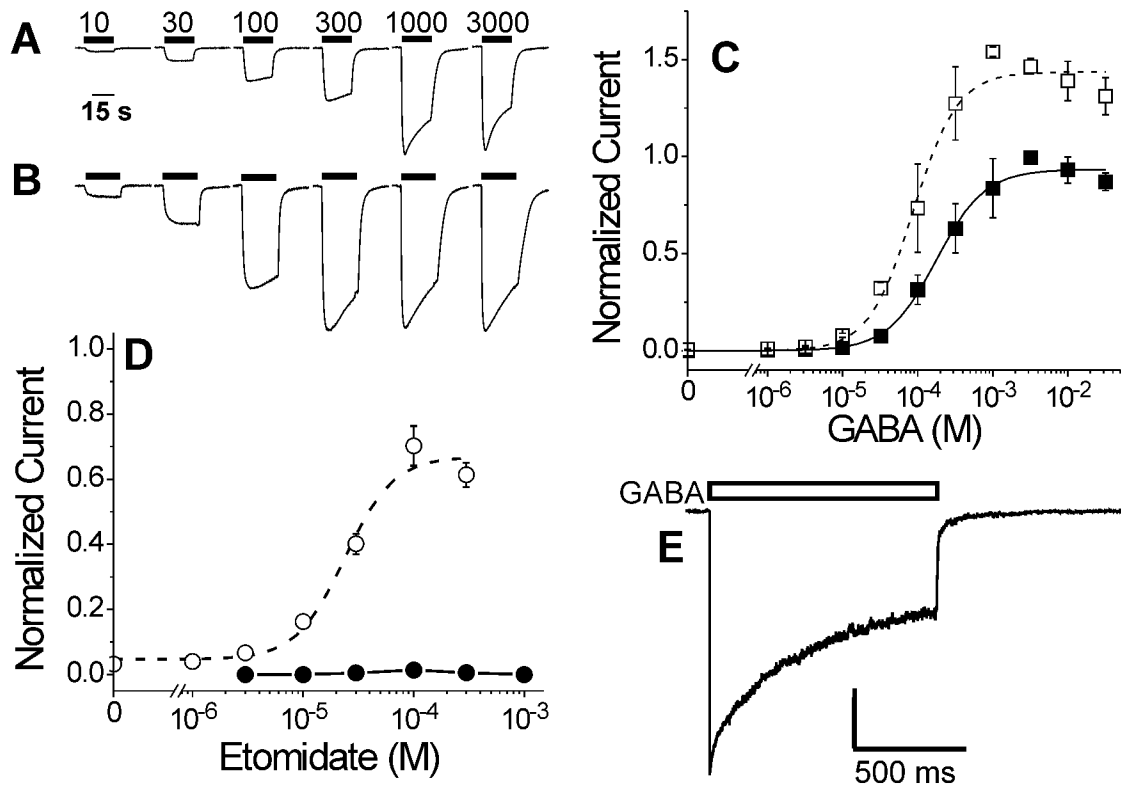 A
10 30 100 300 1000 3000
15 s
B
C
Normalized Current
1.5
1.0
0.5
0.0
0 10⁻⁶ 10⁻⁵ 10⁻⁴ 10⁻³ 10⁻²
GABA (M)
D
Normalized Current
1.0
0.8
0.6
0.4
0.2
0.0
0 10⁻⁶ 10⁻⁵ 10⁻⁴ 10⁻³
Etomidate (M)
GABA
E
500 ms